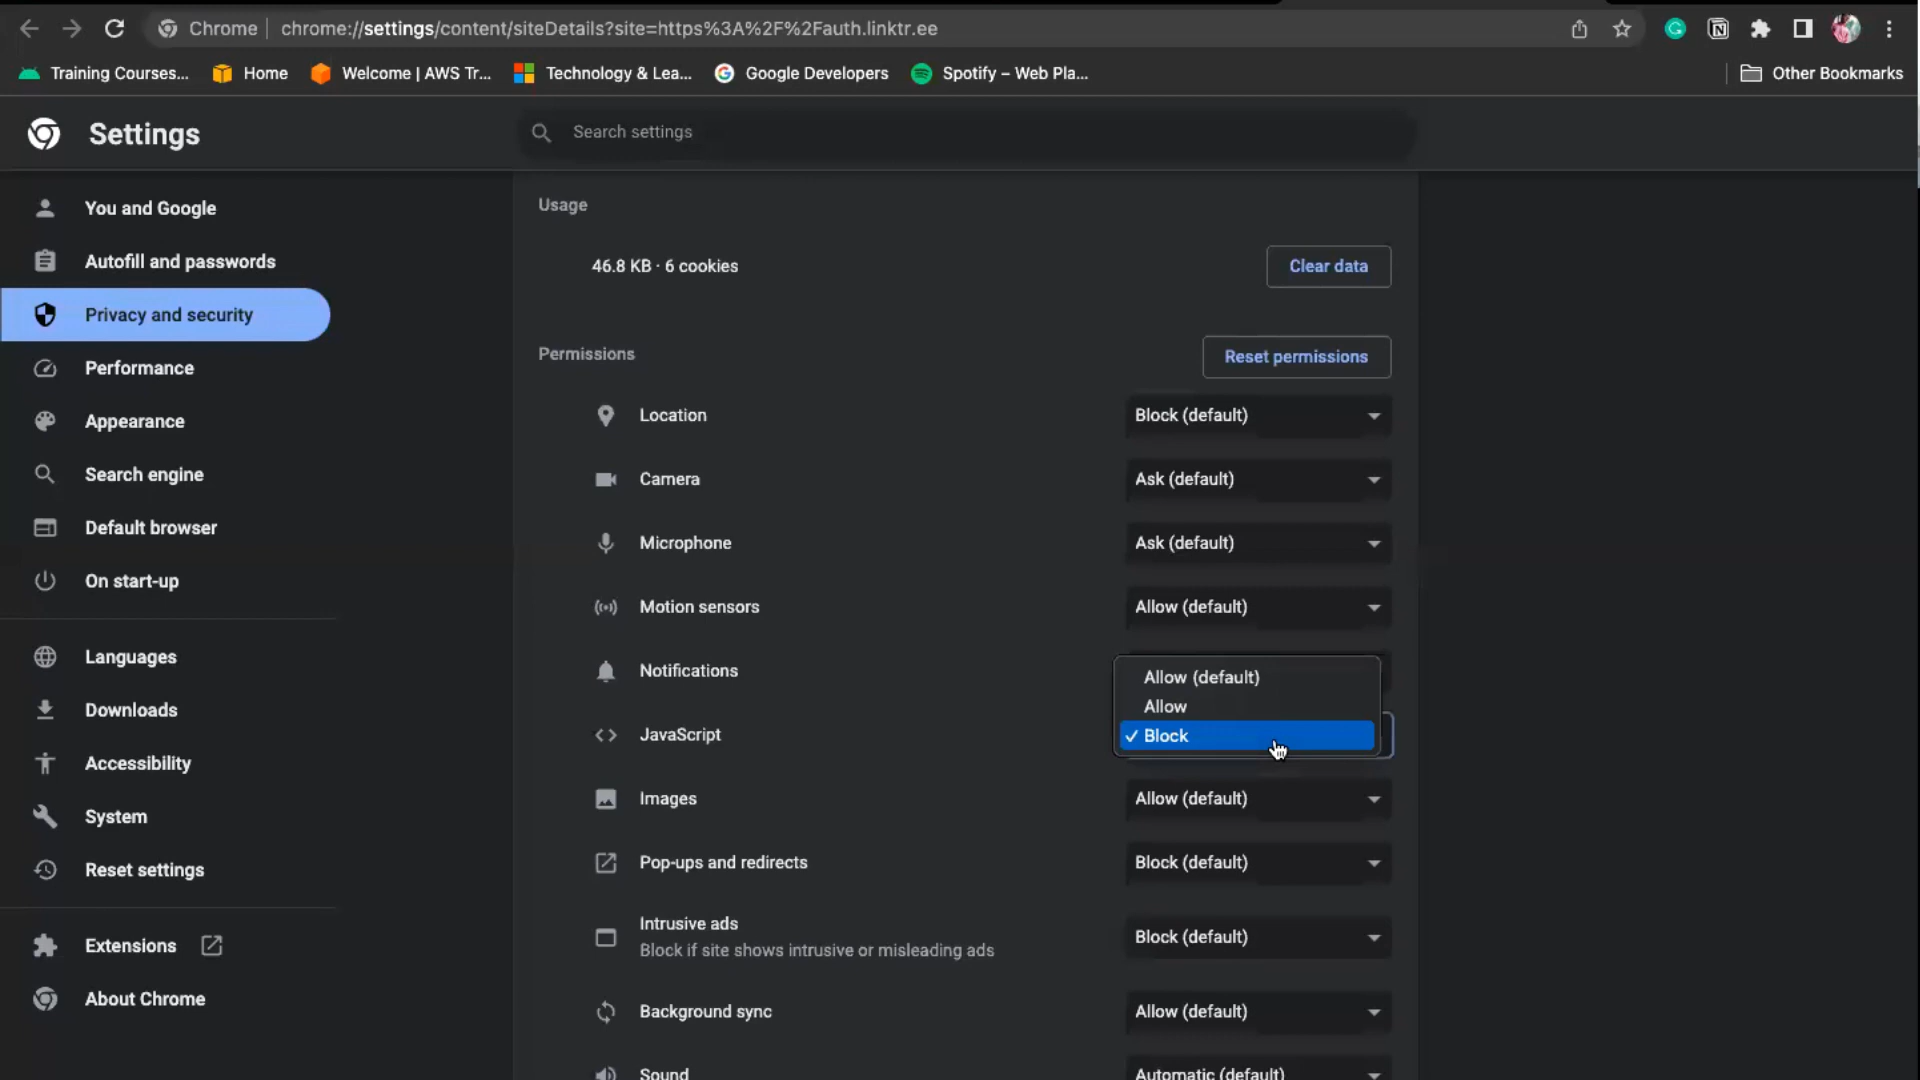 Chrome
chrome://settings/content/siteDetails?site=https%3A%2F%2Fauth.linktr.ee
Training Courses...
Home
Welcome | AWS Tr...
Technology & Lea...
Google Developers
Spotify – Web Pla...
Other Bookmarks
Settings
Search settings
You and Google
Autofill and passwords
Privacy and security
Performance
Appearance
Search engine
Default browser
On start-up
Languages
Downloads
Accessibility
System
Reset settings
Extensions
About Chrome
Usage
46.8 KB · 6 cookies
Clear data
Permissions
Reset permissions
Location
Block (default)
Camera
Ask (default)
Microphone
Ask (default)
Motion sensors
Allow (default)
Notifications
JavaScript
Allow (default)
Allow
✓ Block
Images
Allow (default)
Pop-ups and redirects
Block (default)
Intrusive ads
Block if site shows intrusive or misleading ads
Block (default)
Background sync
Allow (default)
Sound
Automatic (default)